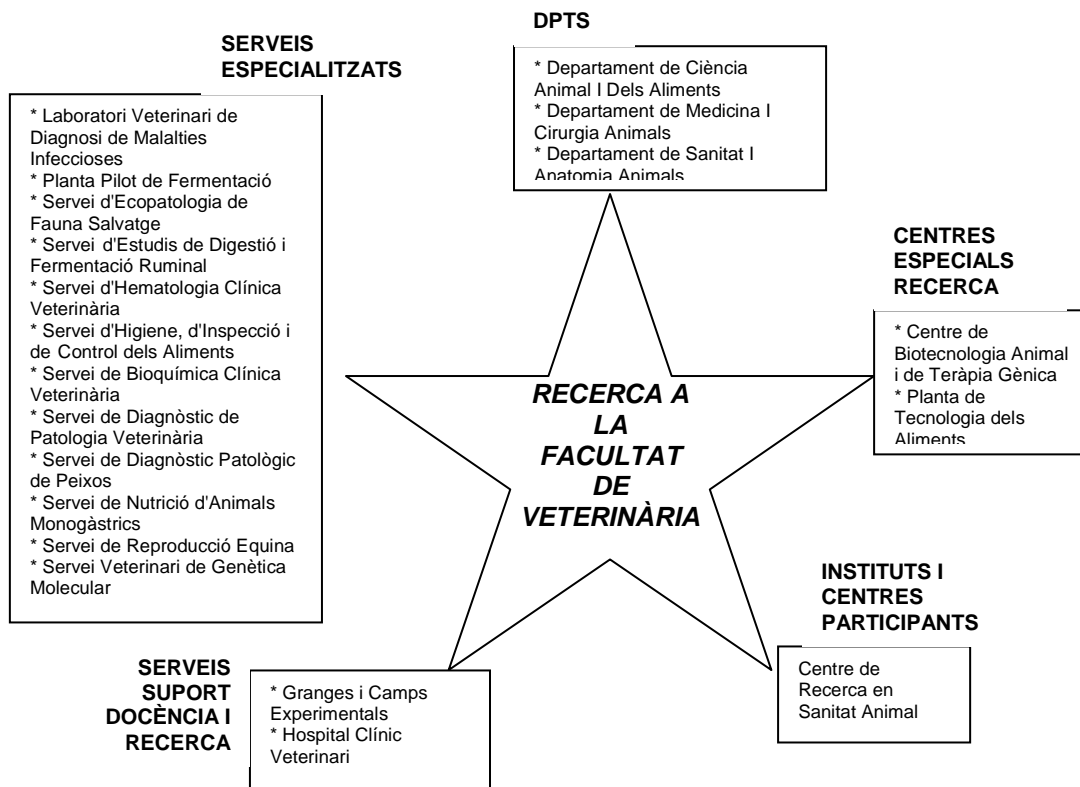 DPTS
* Departament de Ciència
Animal I Dels Aliments
* Departament de Medicina I
Cirurgia Animals
* Departament de Sanitat I
Anatomia Animals
SERVEIS
ESPECIALITZATS
* Laboratori Veterinari de
Diagnosi de Malalties
Infeccioses
* Planta Pilot de Fermentació
* Servei d'Ecopatologia de
Fauna Salvatge
* Servei d'Estudis de Digestió i
Fermentació Ruminal
* Servei d'Hematologia Clínica
Veterinària
* Servei d'Higiene, d'Inspecció i
de Control dels Aliments
* Servei de Bioquímica Clínica
Veterinària
* Servei de Diagnòstic de
Patologia Veterinària
* Servei de Diagnòstic Patològic
de Peixos
* Servei de Nutrició d'Animals
Monogàstrics
* Servei de Reproducció Equina
* Servei Veterinari de Genètica
Molecular
CENTRES
ESPECIALS
RECERCA
* Centre de
Biotecnologia Animal
i de Teràpia Gènica
* Planta de
Tecnologia dels
Aliments
RECERCA A
LA
FACULTAT
DE
VETERINÀRIA
INSTITUTS I
CENTRES
PARTICIPANTS
Centre de
Recerca en
Sanitat Animal
SERVEIS
SUPORT
DOCÈNCIA I
RECERCA
* Granges i Camps
Experimentals
* Hospital Clínic
Veterinari